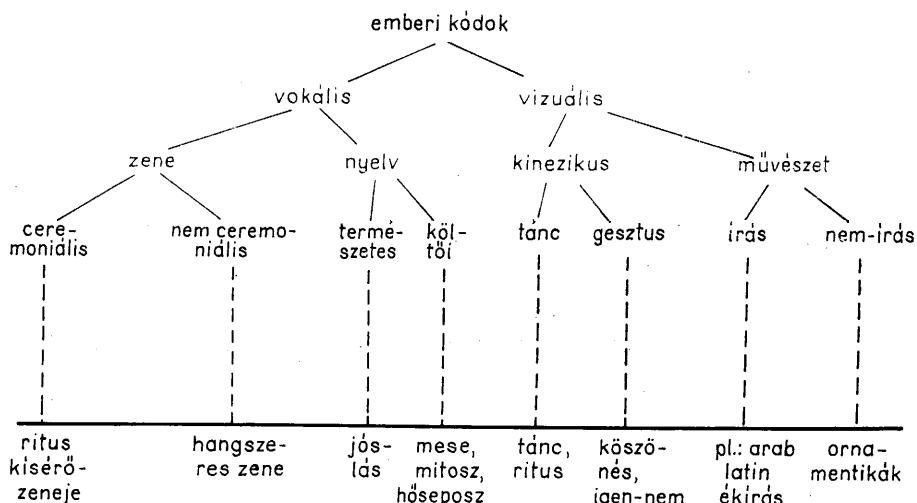 emberi kódok
vokális vizuális
zene nyelv kinezikus művészet
cere- nem ceremo- termé- köl- tánc gesztus írás nem-írás
moniális niális szetes tői
ritus hangsze- jós- mese, tánc, köszö- pl.: arab orna-
kísérő- res zene lás mitosz, ritus nés, latin mentikák
zeneje hőseposz igen-nem ékírás